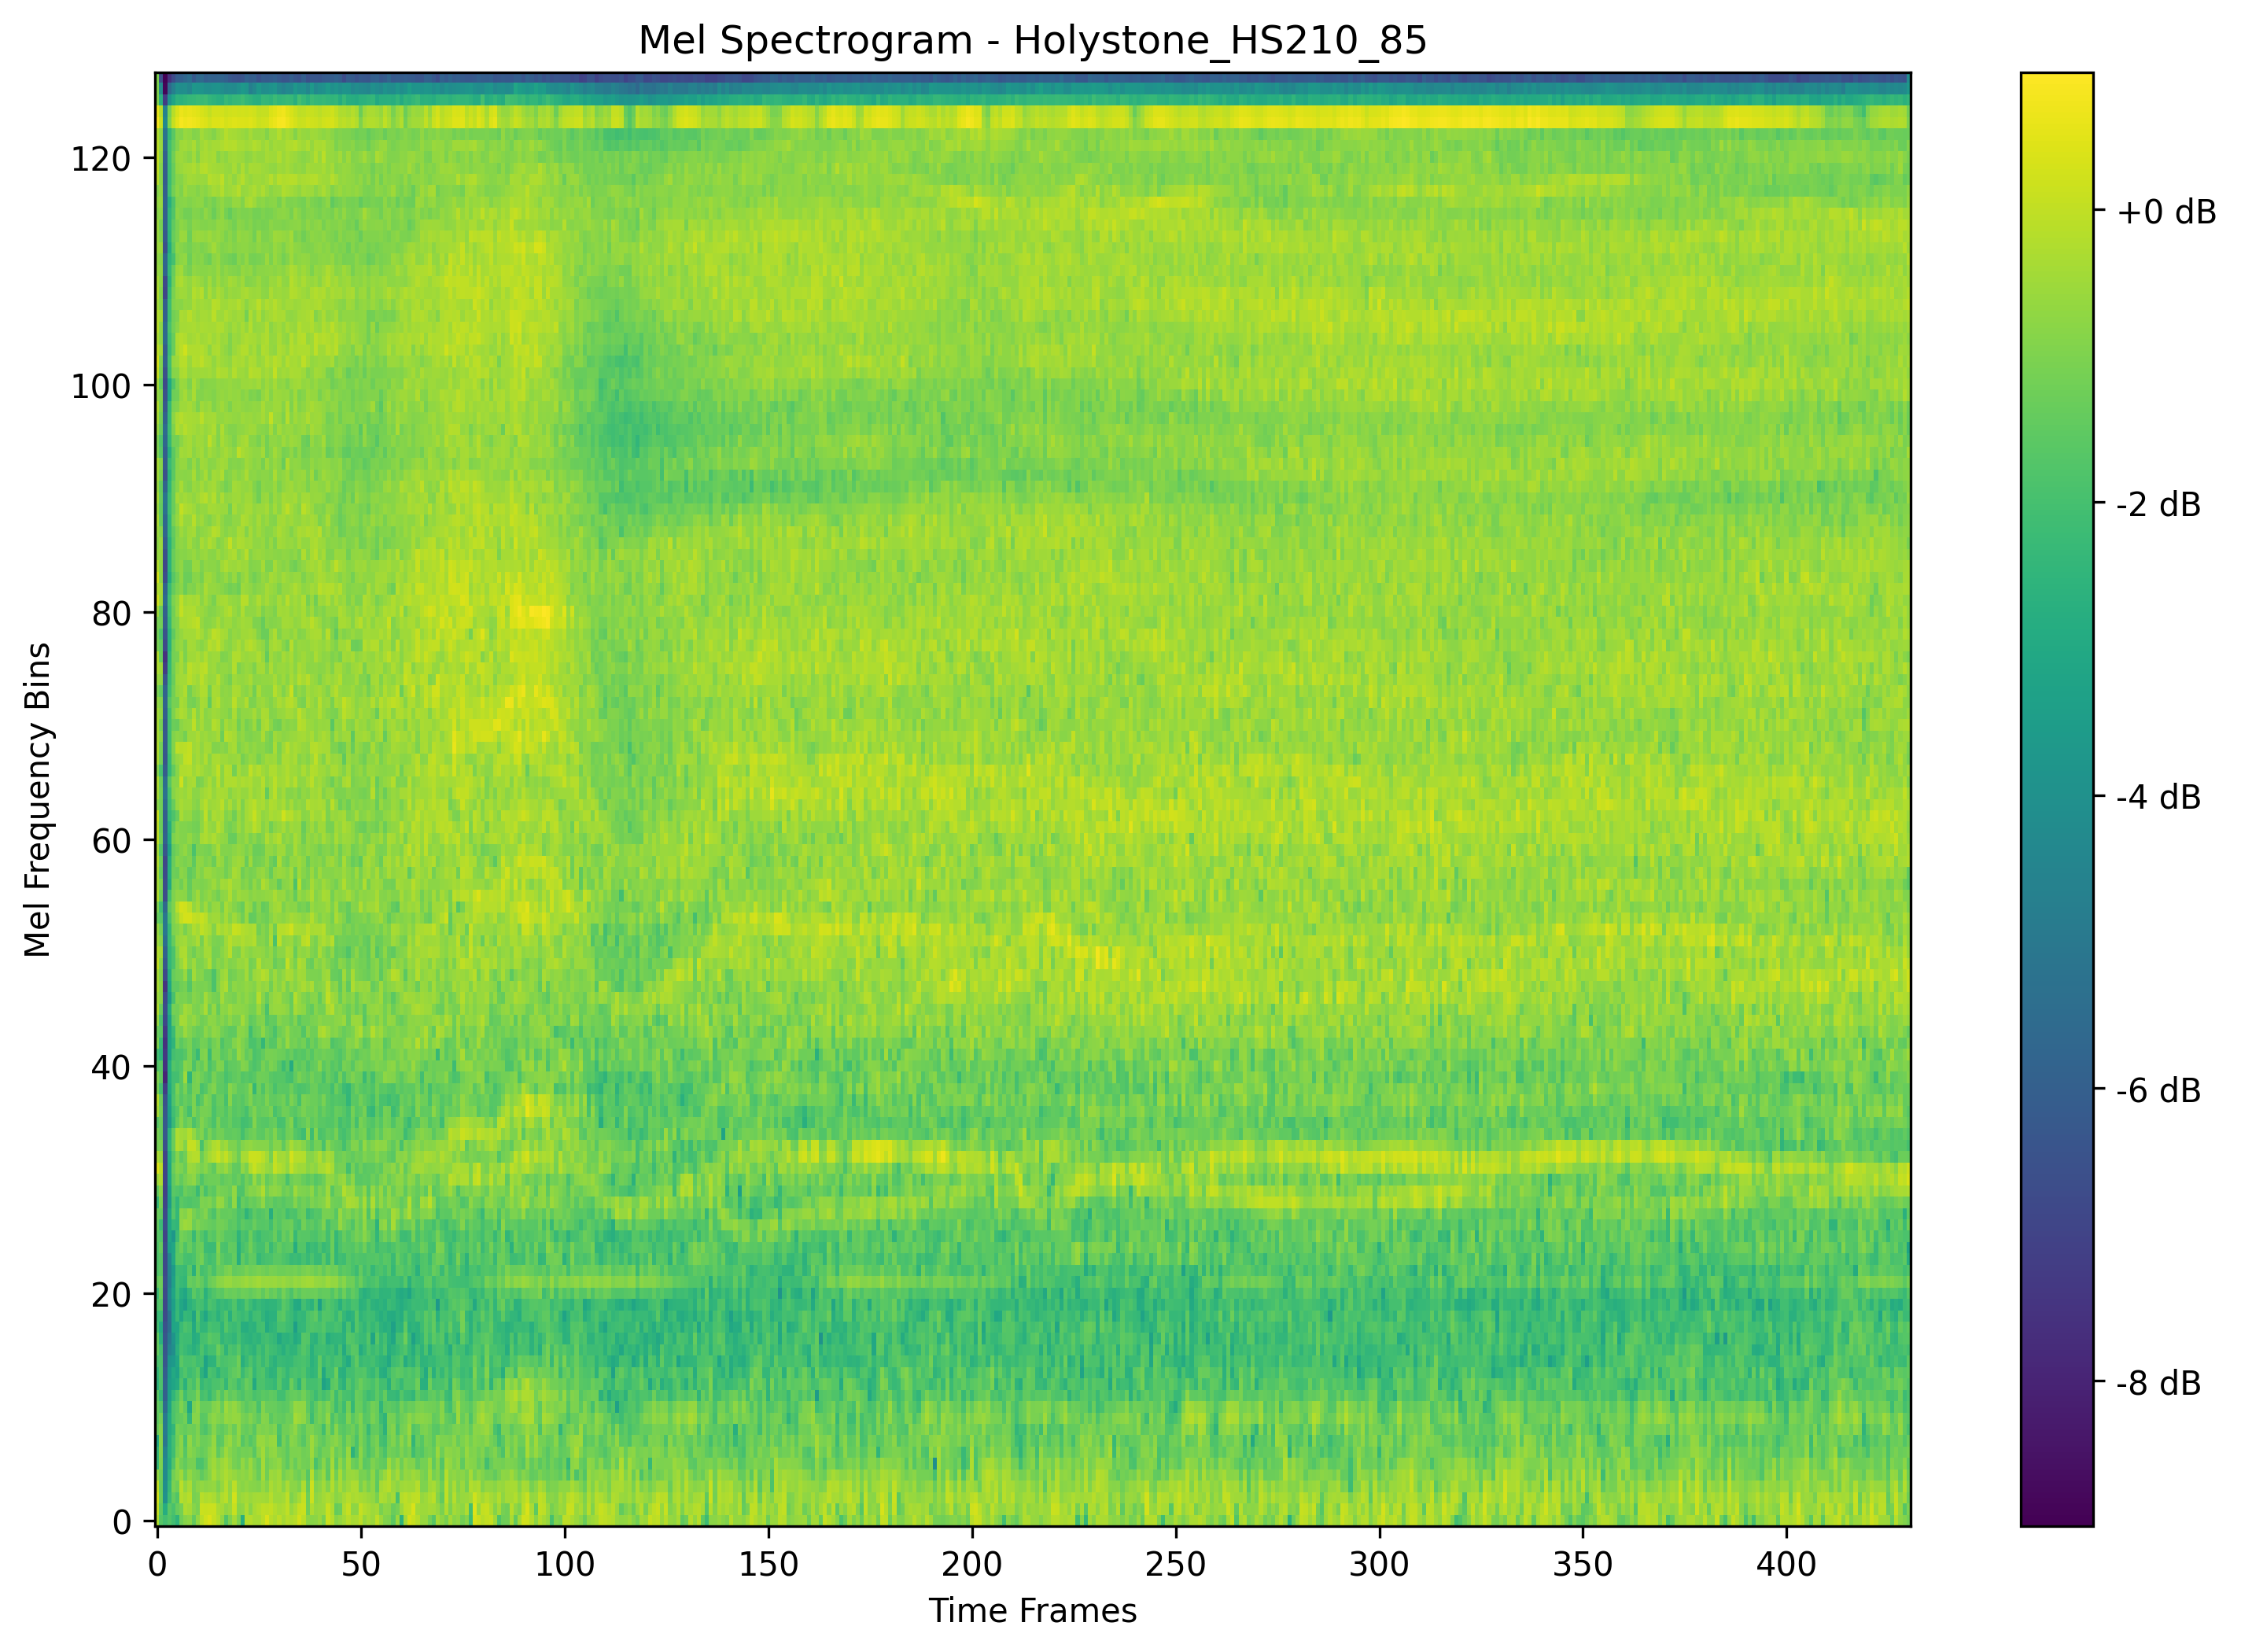 Mel Spectrogram - Holystone_HS210_85
Mel Frequency Bins
120
100
80
60
40
20
0
0 50 100 150 200 250 300 350 400
Time Frames
+0 dB
-2 dB
-4 dB
-6 dB
-8 dB